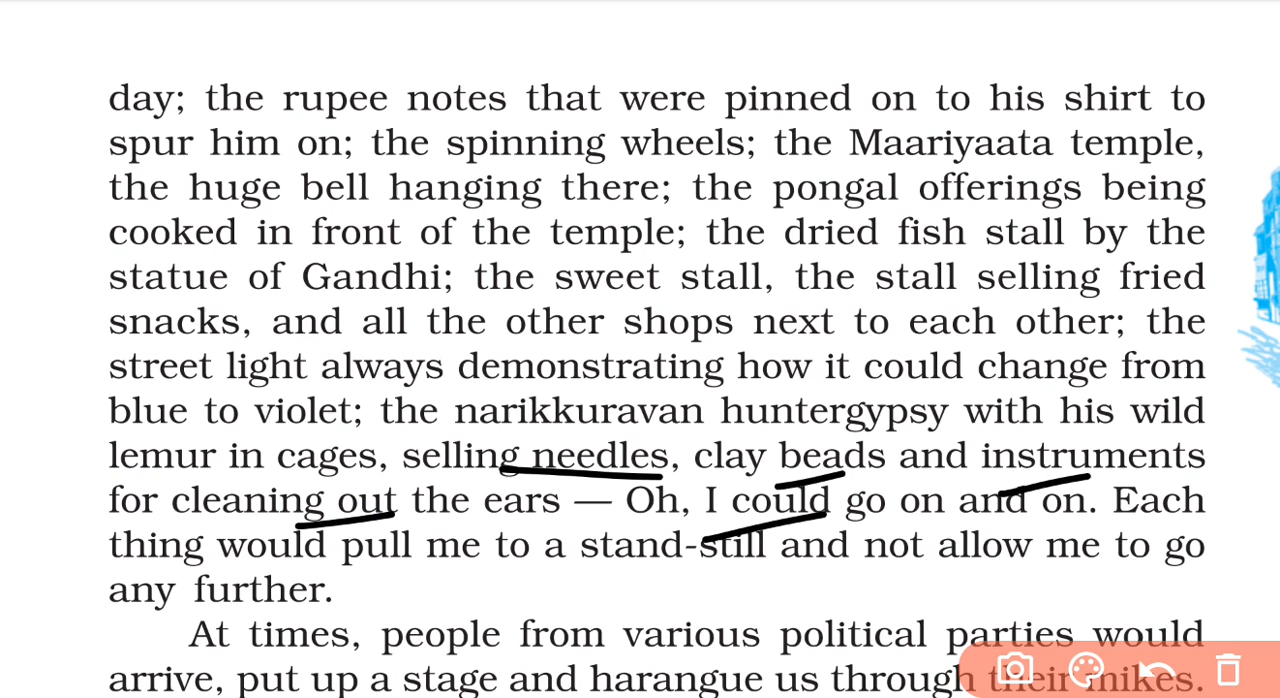 day; the rupee notes that were pinned on to his shirt to
spur him on; the spinning wheels; the Maariyaata temple,
the huge bell hanging there; the pongal offerings being
cooked in front of the temple; the dried fish stall by the
statue of Gandhi; the sweet stall, the stall selling fried
snacks, and all the other shops next to each other; the
street light always demonstrating how it could change from
blue to violet; the narikkuravan huntergypsy with his wild
lemur in cages, selling needles, clay beads and instruments
for cleaning out the ears — Oh, I could go on and on. Each
thing would pull me to a stand-still and not allow me to go
any further.
At times, people from various political parties would
arrive, put up a stage and harangue us through their mikes.